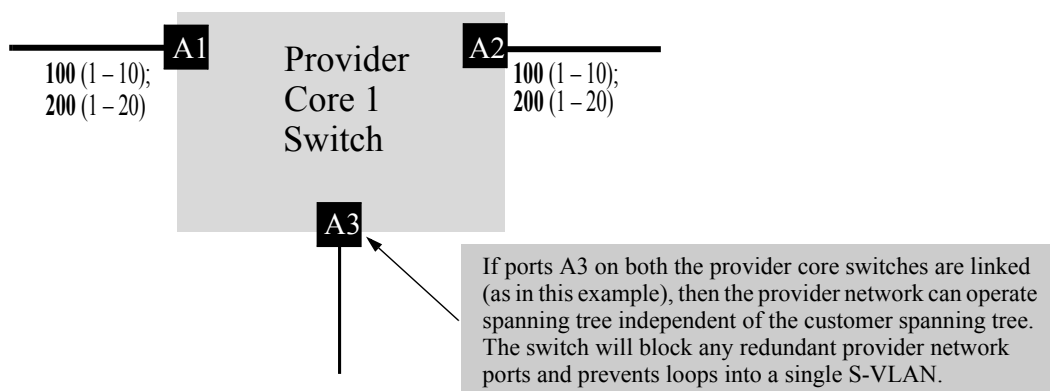 A1
Provider
Core 1
Switch
A2
100 (1 – 10);
200 (1 – 20)
100 (1 – 10);
200 (1 – 20)
A3
If ports A3 on both the provider core switches are linked
(as in this example), then the provider network can operate
spanning tree independent of the customer spanning tree.
The switch will block any redundant provider network
ports and prevents loops into a single S-VLAN.